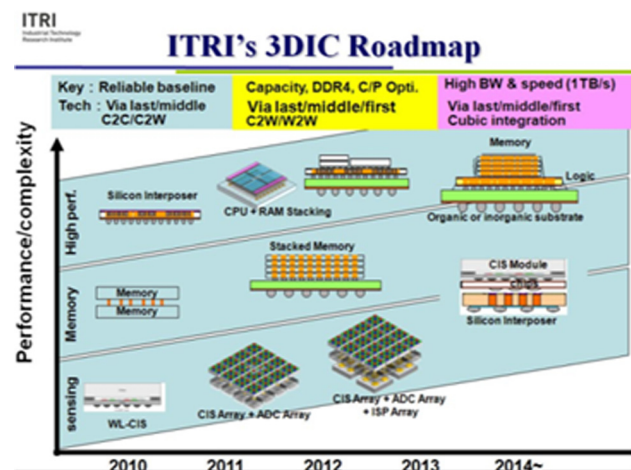 ITRI
Industrial Technology
Research Institute
ITRI's 3DIC Roadmap
Key : Reliable baseline
Tech : Via last/middle
C2C/C2W
Capacity, DDR4, C/P Opti.
Via last/middle/first
C2W/W2W
High BW & speed (1TB/s)
Via last/middle/first
Cubic integration
Performance/complexity
High perf.
Silicon Interposer
CPU + RAM Stacking
Memory
Logic
Organic or inorganic substrate
Memory
Memory
Memory
Stacked Memory
CIS Module
chips
Silicon Interposer
sensing
WL-CIS
CIS Array + ADC Array
CIS Array + ADC Array
+ ISP Array
2010 2011 2012 2013 2014~